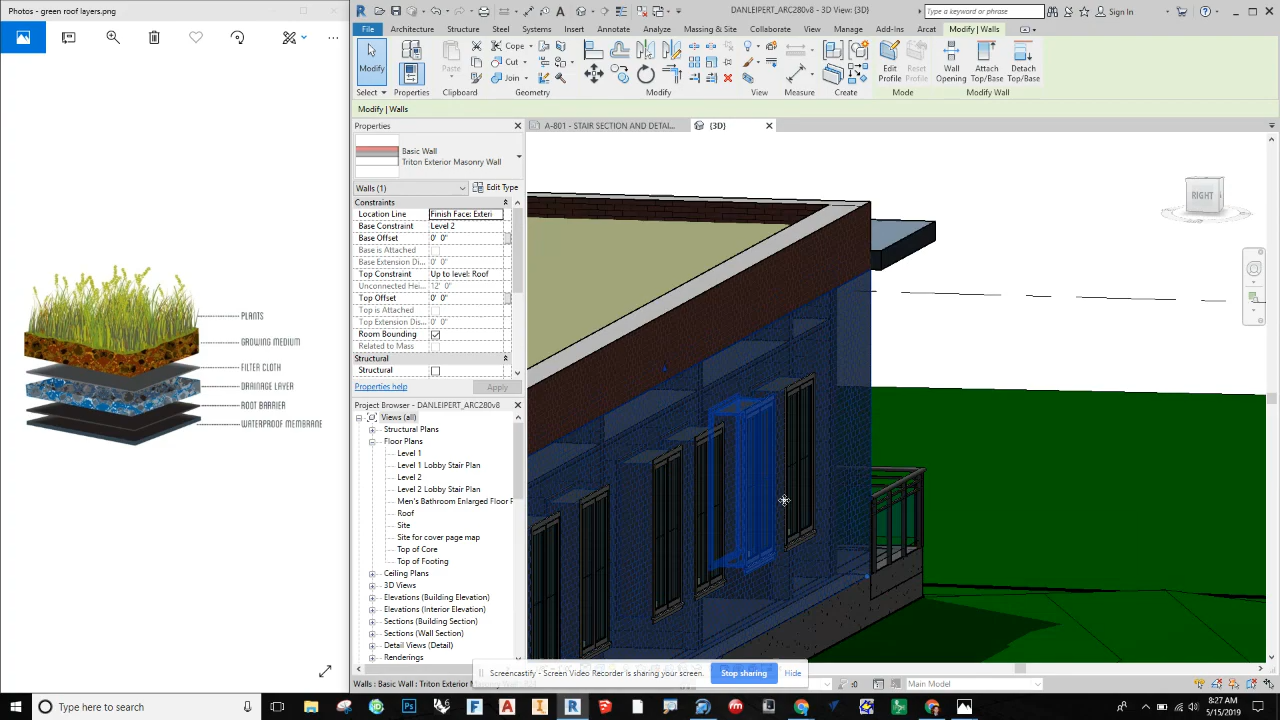 Photos - green roof layers.png
PLANTS
GROWING MEDIUM
FILTER CLOTH
DRAINAGE LAYER
ROOT BARRIER
WATERPROOF MEMBRANE
DANLEIPERT_ARC280v8 - 3D View: {3D}
Type a keyword or phrase
Sign In
File Architecture Structure Steel Systems Insert Annotate Analyze Massing & Site Collaborate View Manage Add-Ins Arcat Modify | Walls
Modify
Paste
Cope
Cut
Join
Edit Profile
Reset Profile
Wall Opening
Attach Top/Base
Detach Top/Base
Select Properties Clipboard Geometry Modify View Measure Create Mode Modify Wall
Modify | Walls
Properties
A-801 - STAIR SECTION AND DETAI...
{3D}
Basic Wall
Triton Exterior Masonry Wall
Walls (1)
Edit Type
Constraints
Location Line Finish Face: Exteri
Base Constraint Level 2
Base Offset 0' 0"
Base is Attached
Base Extension Di... 0' 0"
Top Constraint Up to level: Roof
Unconnected Hei... 12' 0"
Top Offset 0' 0"
Top is Attached
Top Extension Dis... 0' 0"
Room Bounding
Related to Mass
Structural
Structural
Properties help
Apply
RIGHT
Project Browser - DANLEIPERT_ARC280v8
Views (all)
Structural Plans
Floor Plans
Level 1
Level 1 Lobby Stair Plan
Level 2
Level 2 Lobby Stair Plan
Men's Bathroom Enlarged Floor P
Roof
Site
Site for cover page map
Top of Core
Top of Footing
Ceiling Plans
3D Views
Elevations (Building Elevation)
Elevations (Interior Elevation)
Sections (Building Section)
Sections (Wall Section)
Detail Views (Detail)
Renderings
Screencastify - Screen Video Recorder is sharing your screen.
Stop sharing
Hide
Walls : Basic Wall : Triton Exterior M
:0
Main Model
Type here to search
8:27 AM
5/15/2019